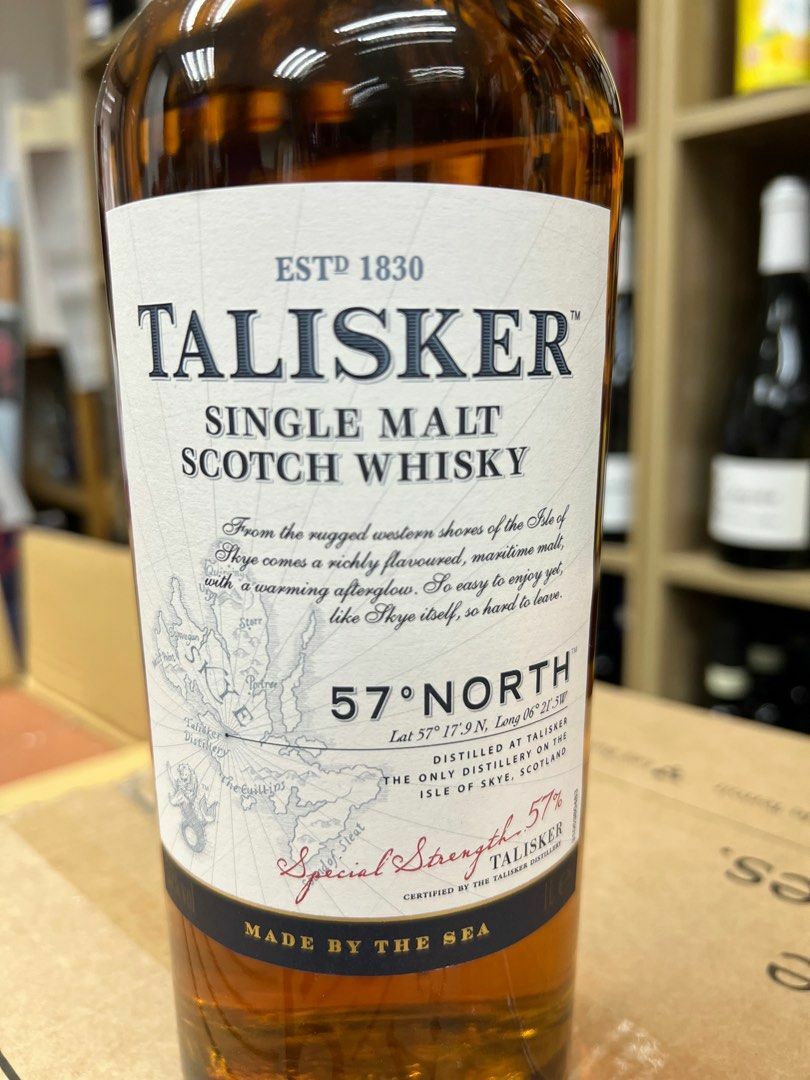 ESTD 1830
TALISKER™
SINGLE MALT
SCOTCH WHISKY
From the rugged western shores of the Isle of
Skye comes a richly flavoured, maritime malt,
with a warming afterglow. So easy to enjoy yet,
like Skye itself, so hard to leave.
Storr
Portree
SKYE
57° NORTH™
Lat 57° 17'.9 N, Long 06° 21'.5W
Talisker
Distillery
DISTILLED AT TALISKER
THE ONLY DISTILLERY ON THE
ISLE OF SKYE, SCOTLAND
The Cuillins
Special Strength. 57%
TALISKER
CERTIFIED BY THE TALISKER DISTILLERY
MADE BY THE SEA